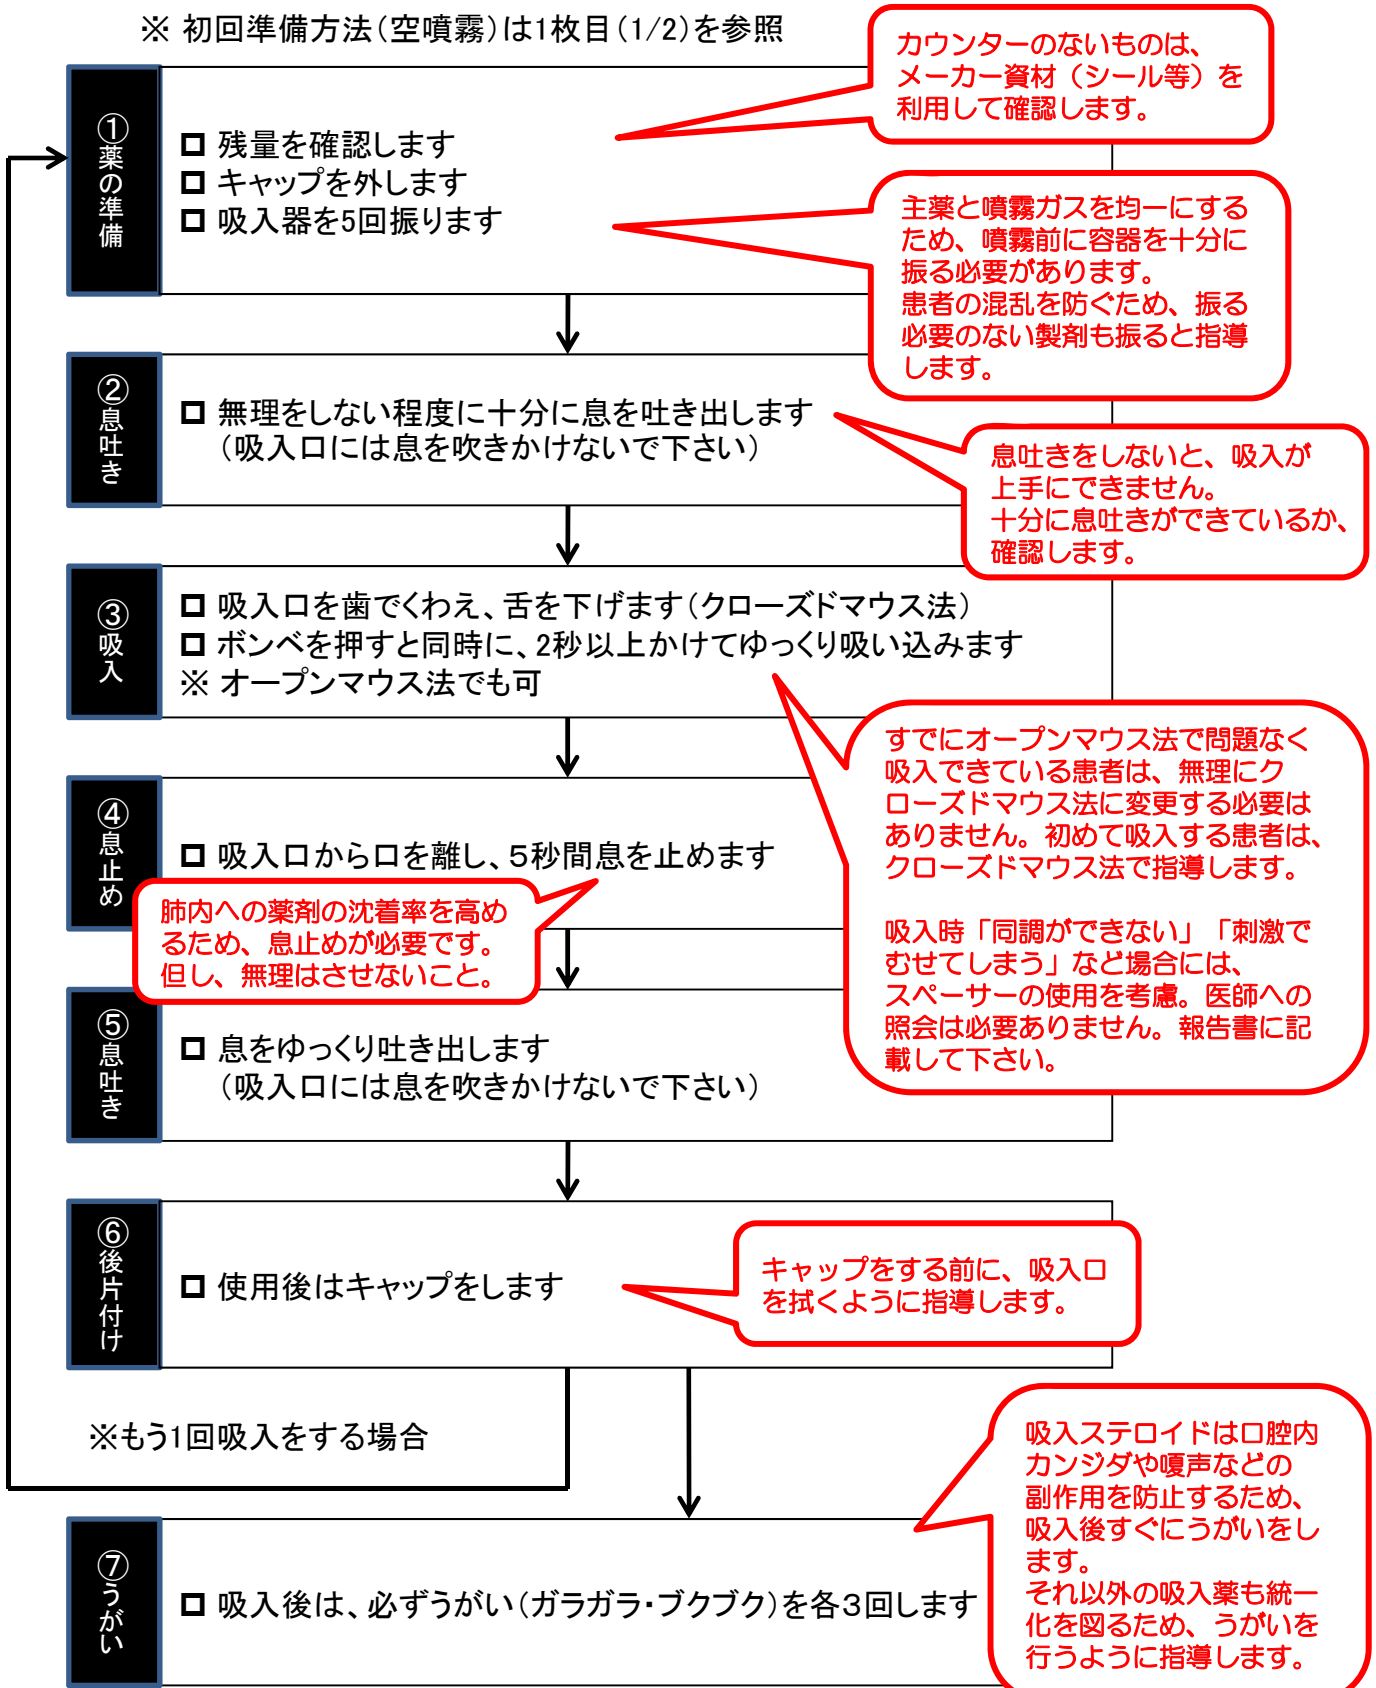 ※ 初回準備方法（空噴霧）は1枚目（1/2）を参照
カウンターのないものは、
メーカー資材（シール等）を
利用して確認します。
①薬の準備
残量を確認します
キャップを外します
吸入器を5回振ります
主薬と噴霧ガスを均一にする
ため、噴霧前に容器を十分に
振る必要があります。
患者の混乱を防ぐため、振る
必要のない製剤も振ると指導
します。
②息吐き
無理をしない程度に十分に息を吐き出します
（吸入口には息を吹きかけないで下さい）
息吐きをしないと、吸入が
上手にできません。
十分に息吐きができているか、
確認します。
③吸入
吸入口を歯でくわえ、舌を下げます（クローズドマウス法）
ボンベを押すと同時に、2秒以上かけてゆっくり吸い込みます
※ オープンマウス法でも可
すでにオープンマウス法で問題なく
吸入できている患者は、無理にク
ローズドマウス法に変更する必要は
ありません。初めて吸入する患者は、
クローズドマウス法で指導します。
吸入時「同調ができない」「刺激で
むせてしまう」など場合には、
スペーサーの使用を考慮。医師への
照会は必要ありません。報告書に記
載して下さい。
④息止め
吸入口から口を離し、５秒間息を止めます
肺内への薬剤の沈着率を高め
るため、息止めが必要です。
但し、無理はさせないこと。
⑤息吐き
息をゆっくり吐き出します
（吸入口には息を吹きかけないで下さい）
⑥後片付け
使用後はキャップをします
キャップをする前に、吸入口
を拭くように指導します。
※もう1回吸入をする場合
⑦うがい
吸入後は、必ずうがい（ガラガラ・ブクブク）を各３回します
吸入ステロイドは口腔内
カンジダや嗄声などの
副作用を防止するため、
吸入後すぐにうがいをし
ます。
それ以外の吸入薬も統一
化を図るため、うがいを
行うように指導します。